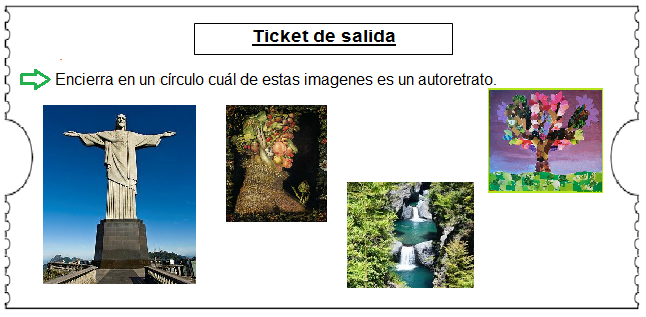 Ticket de salida
Encierra en un círculo cuál de estas imagenes es un autoretrato.